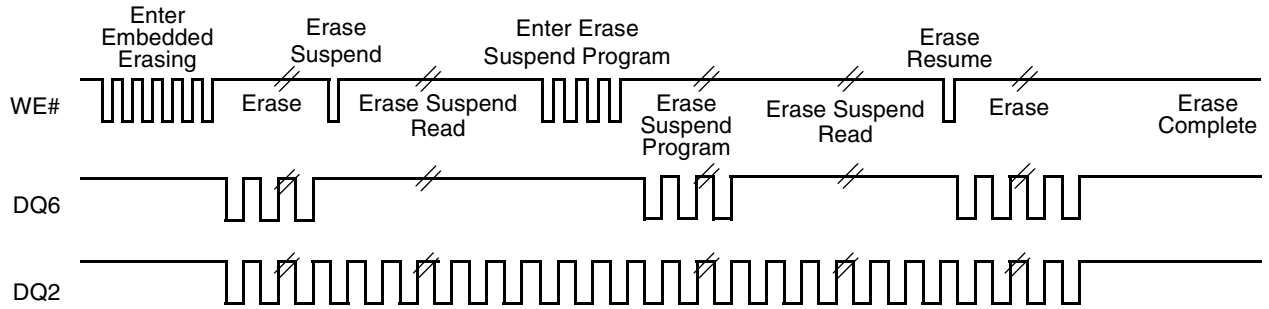 Enter
Embedded
Erasing
Erase
Suspend
Enter Erase
Suspend Program
Erase
Resume
WE#
Erase
Erase Suspend
Read
Erase
Suspend
Program
Erase Suspend
Read
Erase
Erase
Complete
DQ6
DQ2